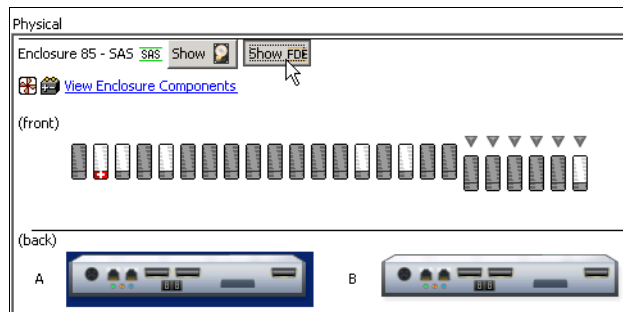 Physical
Enclosure 85 - SAS SAS Show Show FDE
View Enclosure Components
(front)
(back)
A B